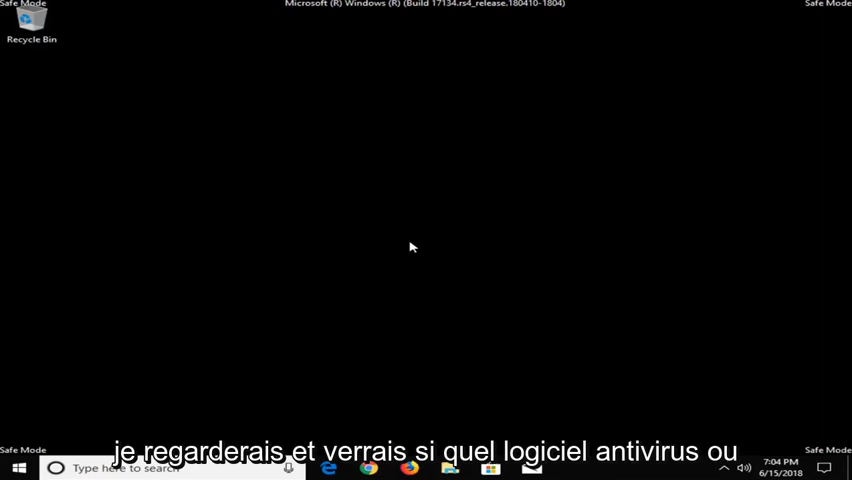 Safe Mode
Microsoft (R) Windows (R) (Build 17134.rs4_release.180410-1804)
Safe Mode
Recycle Bin
je regarderais et verrais si quel logiciel antivirus ou
Safe Mode
Safe Mode
Type here to search
7:04 PM
6/15/2018